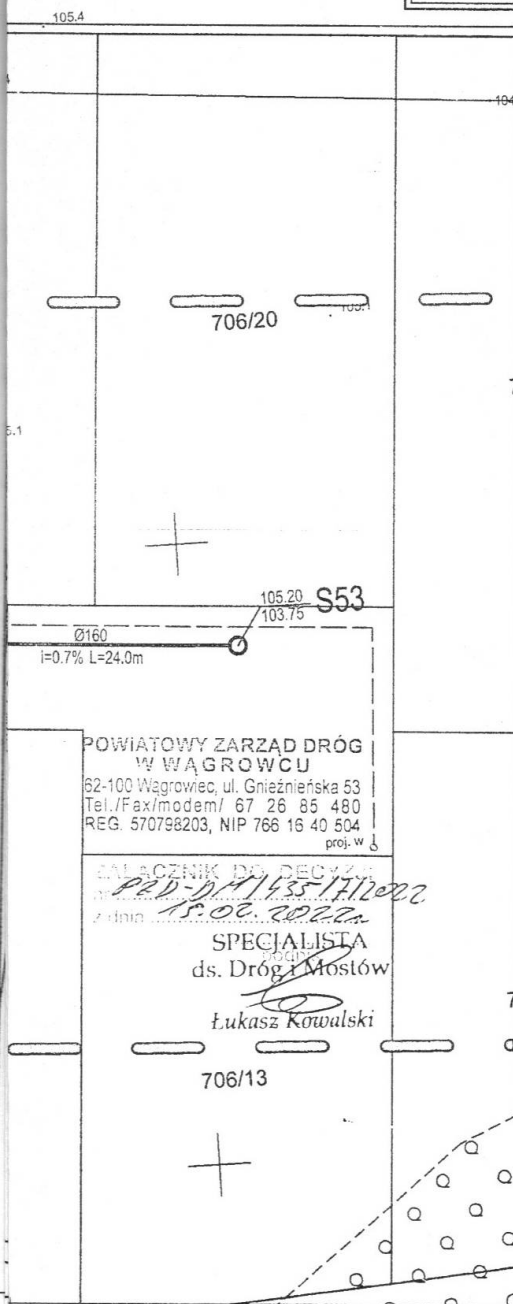 105.4
706/20
5.1
105.20 S53
103.75
Ø160
i=0.7% L=24.0m
POWIATOWY ZARZĄD DRÓG
W WĄGROWCU
62-100 Wągrowiec, ul. Gnieźnieńska 53
Tel./Fax/modem/ 67 26 85 480
REG. 570798203, NIP 766 16 40 504
proj. w
ZAŁĄCZNIK DO DECYZJI
nr PZD-DM/435/7/2022
z dnia 15.02.2022r
SPECJALISTA
ds. Dróg i Mostów
Łukasz Kowalski
706/13